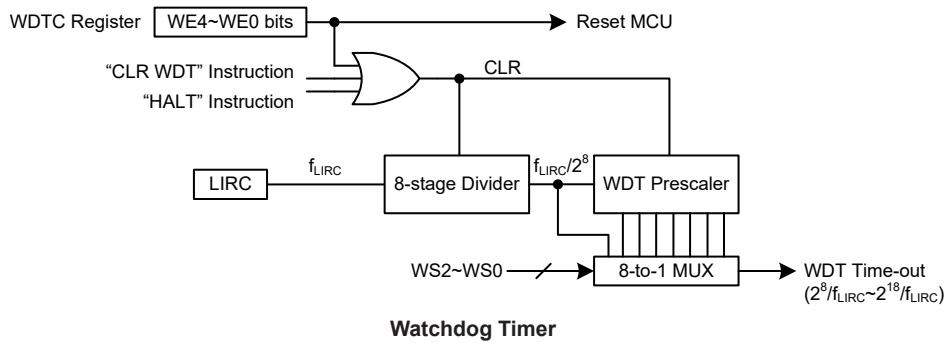 WDTC Register
WE4~WE0 bits
Reset MCU
“CLR WDT” Instruction
CLR
“HALT” Instruction
LIRC
fLIRC
8-stage Divider
fLIRC/2^8
WDT Prescaler
WS2~WS0
8-to-1 MUX
WDT Time-out
(2^8/fLIRC~2^18/fLIRC)
Watchdog Timer